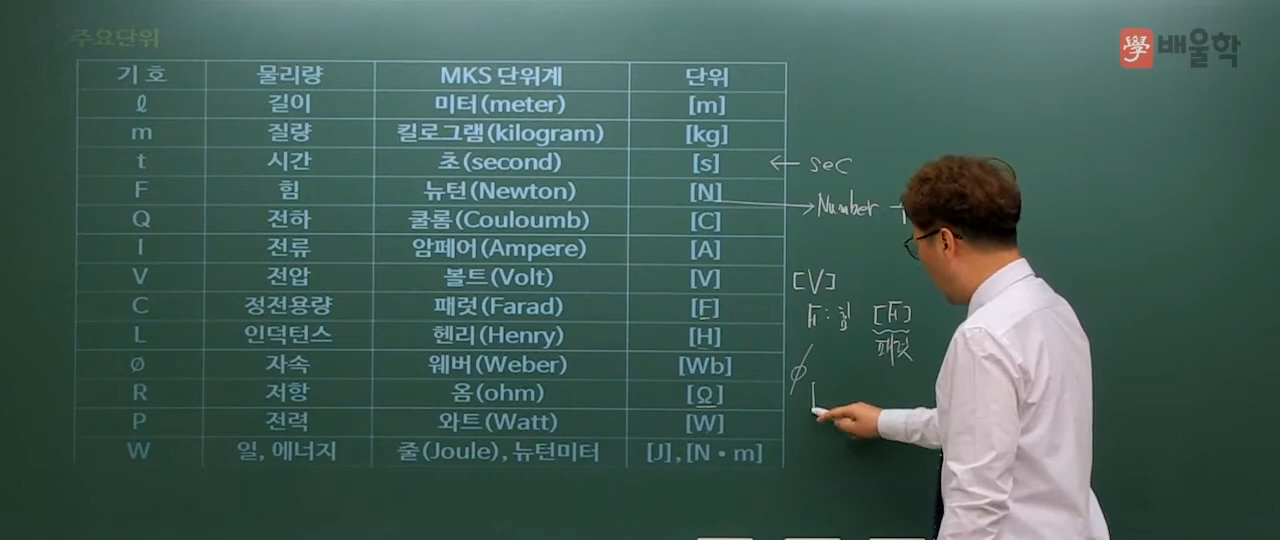 주요단위
學 배울학
기 호 물리량 MKS 단위계 단위
ℓ 길이 미터(meter) [m]
m 질량 킬로그램(kilogram) [kg]
t 시간 초(second) [s] ← sec
F 힘 뉴턴(Newton) [N] → Number
Q 전하 쿨롬(Couloumb) [C]
I 전류 암페어(Ampere) [A]
V 전압 볼트(Volt) [V] [V]
C 정전용량 패럿(Farad) [F] F : 힘 [F]
L 인덕턴스 헨리(Henry) [H] 패럿
ø 자속 웨버(Weber) [Wb] ϕ
R 저항 옴(ohm) [Ω] [
P 전력 와트(Watt) [W]
W 일, 에너지 줄(Joule), 뉴턴미터 [J], [N・m]